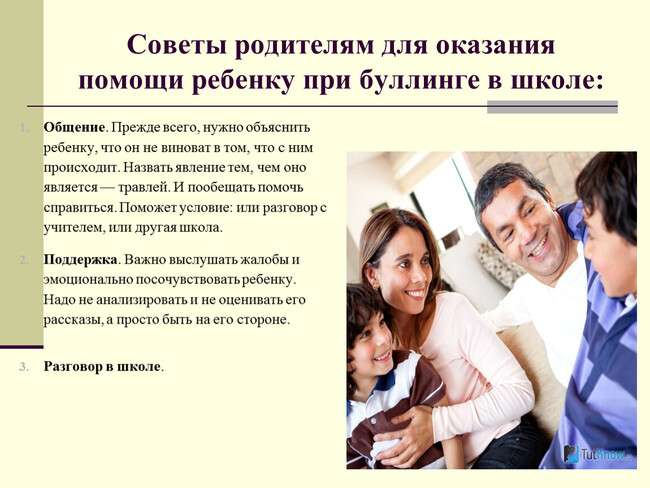 Советы родителям для оказания
помощи ребенку при буллинге в школе:
1. Общение. Прежде всего, нужно объяснить
ребенку, что он не виноват в том, что с ним
происходит. Назвать явление тем, чем оно
является — травлей. И пообещать помочь
справиться. Поможет условие: или разговор с
учителем, или другая школа.
2. Поддержка. Важно выслушать жалобы и
эмоционально посочувствовать ребенку.
Надо не анализировать и не оценивать его
рассказы, а просто быть на его стороне.
3. Разговор в школе.
TutKnow